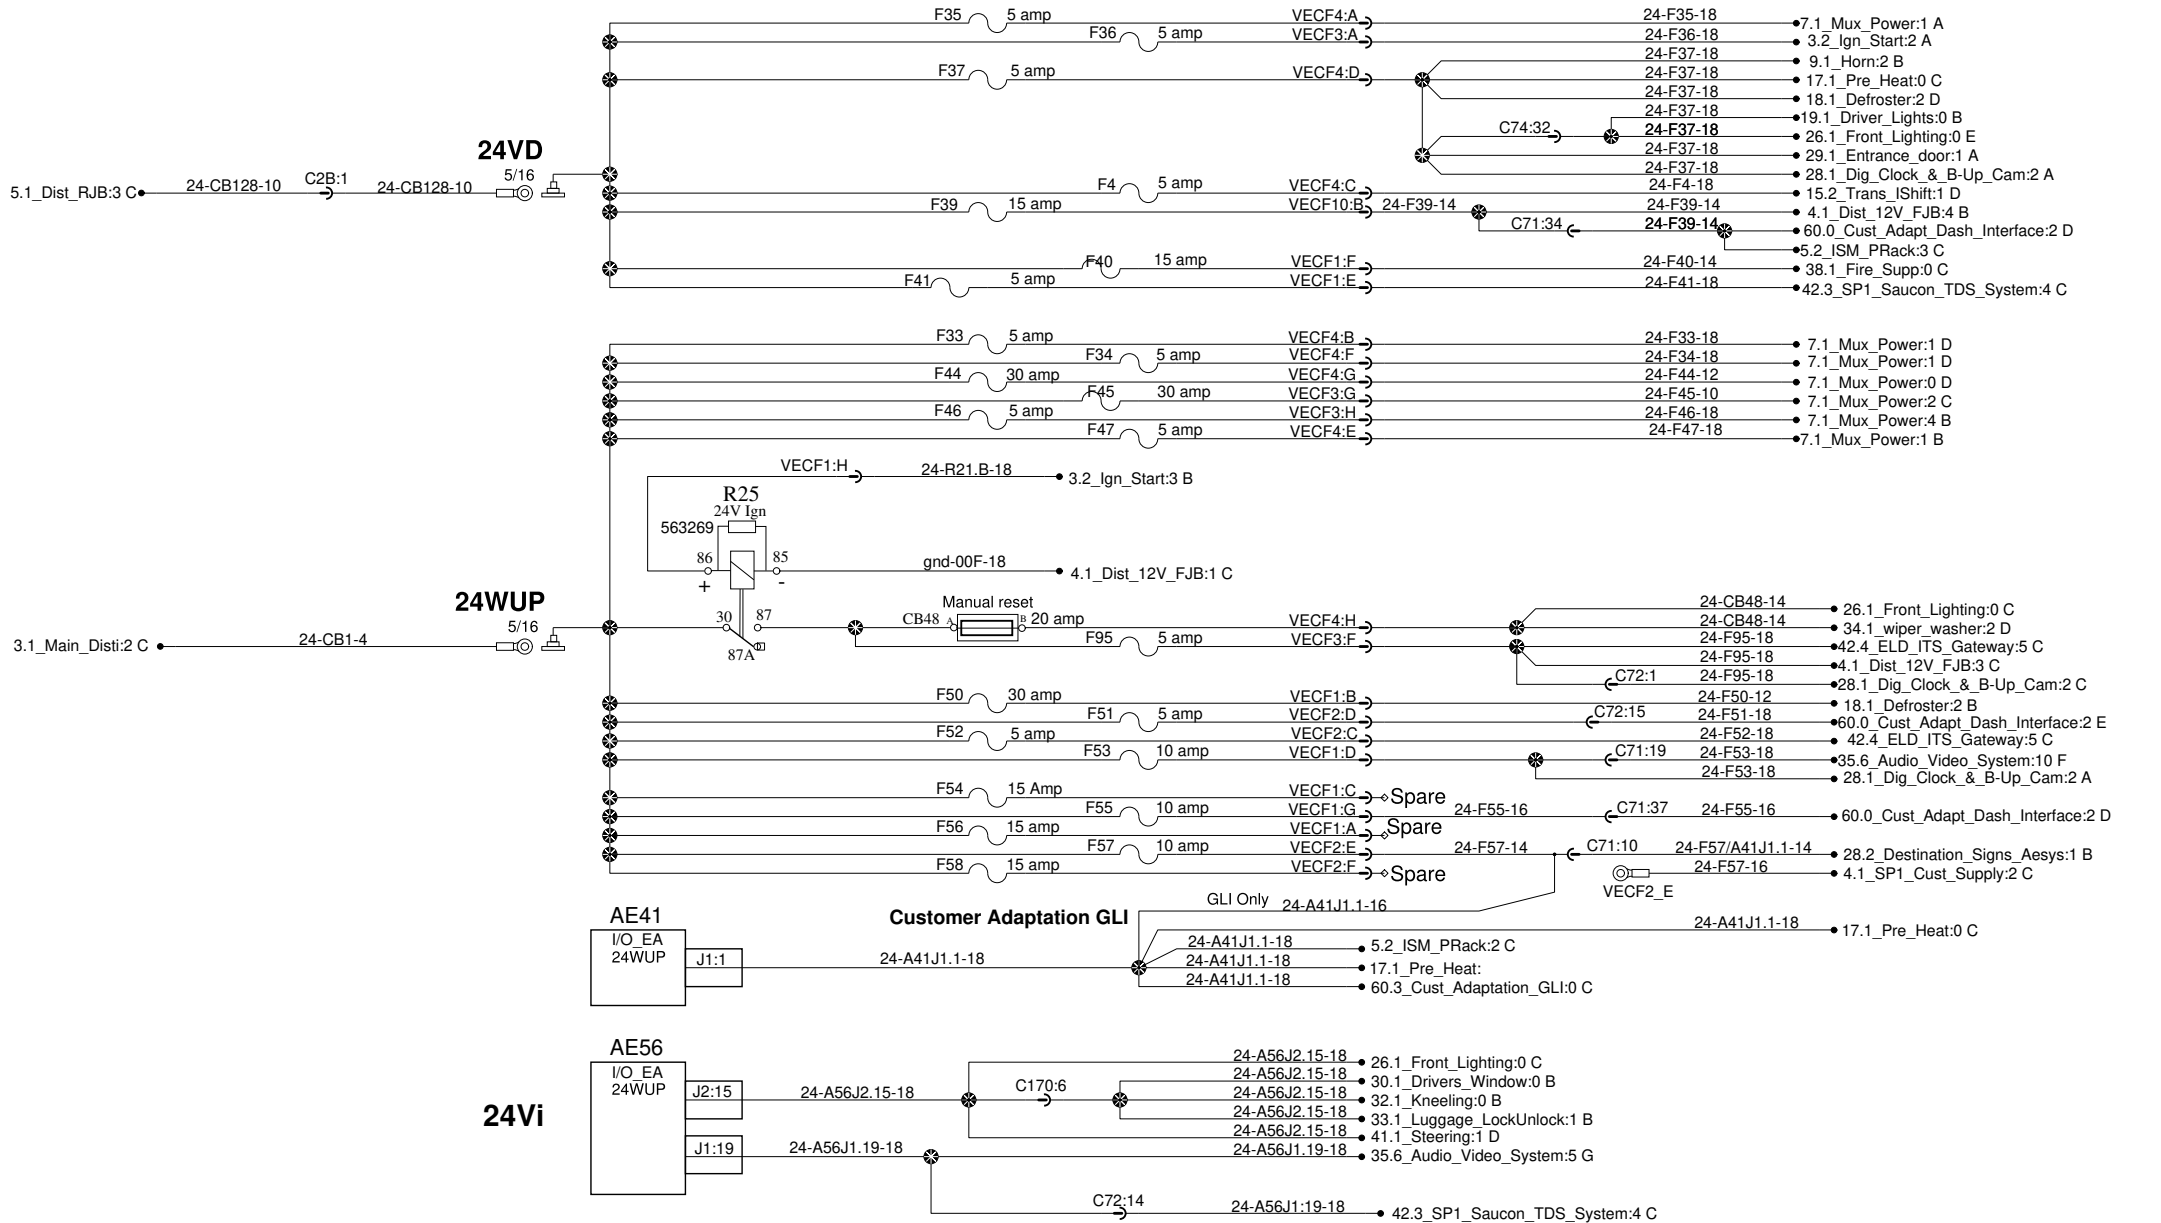 F35 5 amp VECF4:A 24-F35-18 7.1_Mux_Power:1 A
F36 5 amp VECF3:A 24-F36-18 3.2_Ign_Start:2 A
24-F37-18 9.1_Horn:2 B
F37 5 amp VECF4:D 24-F37-18 17.1_Pre_Heat:0 C
24-F37-18 18.1_Defroster:2 D
24-F37-18 19.1_Driver_Lights:0 B
C74:32 24-F37-18 26.1_Front_Lighting:0 E
24VD
24-F37-18 29.1_Entrance_door:1 A
5/16 24-F37-18 28.1_Dig_Clock_&_B-Up_Cam:2 A
5.1_Dist_RJB:3 C 24-CB128-10 C2B:1 24-CB128-10 F4 5 amp VECF4:C 24-F4-18 15.2_Trans_IShift:1 D
F39 15 amp VECF10:B 24-F39-14 24-F39-14 4.1_Dist_12V_FJB:4 B
C71:34 24-F39-14 60.0_Cust_Adapt_Dash_Interface:2 D
5.2_ISM_PRack:3 C
F40 15 amp VECF1:F 24-F40-14 38.1_Fire_Supp:0 C
F41 5 amp VECF1:E 24-F41-18 42.3_SP1_Saucon_TDS_System:4 C
F33 5 amp VECF4:B 24-F33-18 7.1_Mux_Power:1 D
F34 5 amp VECF4:F 24-F34-18 7.1_Mux_Power:1 D
F44 30 amp VECF4:G 24-F44-12 7.1_Mux_Power:0 D
F45 30 amp VECF3:G 24-F45-10 7.1_Mux_Power:2 C
F46 5 amp VECF3:H 24-F46-18 7.1_Mux_Power:4 B
F47 5 amp VECF4:E 24-F47-18 7.1_Mux_Power:1 B
VECF1:H 24-R21.B-18 3.2_Ign_Start:3 B
R25
24V Ign
563269
86 85 gnd-00F-18 4.1_Dist_12V_FJB:1 C
+ -
24WUP
Manual reset
24-CB48-14 26.1_Front_Lighting:0 C
5/16 30 87 CB48 A B 20 amp VECF4:H 24-CB48-14 34.1_wiper_washer:2 D
3.1_Main_Disti:2 C 24-CB1-4 F95 5 amp VECF3:F 24-F95-18 42.4_ELD_ITS_Gateway:5 C
87A
24-F95-18 4.1_Dist_12V_FJB:3 C
C72:1 24-F95-18 28.1_Dig_Clock_&_B-Up_Cam:2 C
F50 30 amp VECF1:B 24-F50-12 18.1_Defroster:2 B
F51 5 amp VECF2:D C72:15 24-F51-18 60.0_Cust_Adapt_Dash_Interface:2 E
F52 5 amp VECF2:C 24-F52-18 42.4_ELD_ITS_Gateway:5 C
F53 10 amp VECF1:D C71:19 24-F53-18 35.6_Audio_Video_System:10 F
24-F53-18 28.1_Dig_Clock_&_B-Up_Cam:2 A
F54 15 Amp VECF1:C Spare
F55 10 amp VECF1:G 24-F55-16 C71:37 24-F55-16 60.0_Cust_Adapt_Dash_Interface:2 D
F56 15 amp VECF1:A Spare
F57 10 amp VECF2:E 24-F57-14 C71:10 24-F57/A41J1.1-14 28.2_Destination_Signs_Aesys:1 B
F58 15 amp VECF2:F Spare 24-F57-16 4.1_SP1_Cust_Supply:2 C
VECF2_E
GLI Only 24-A41J1.1-16
AE41 Customer Adaptation GLI
24-A41J1.1-18 17.1_Pre_Heat:0 C
I/O_EA
24WUP
24-A41J1.1-18 5.2_ISM_PRack:2 C
J1:1 24-A41J1.1-18 24-A41J1.1-18 17.1_Pre_Heat:
24-A41J1.1-18 60.3_Cust_Adaptation_GLI:0 C
AE56
24-A56J2.15-18 26.1_Front_Lighting:0 C
I/O_EA
24WUP
24-A56J2.15-18 30.1_Drivers_Window:0 B
J2:15 24-A56J2.15-18 C170:6 24-A56J2.15-18 32.1_Kneeling:0 B
24Vi
24-A56J2.15-18 33.1_Luggage_LockUnlock:1 B
24-A56J2.15-18 41.1_Steering:1 D
J1:19 24-A56J1.19-18 24-A56J1.19-18 35.6_Audio_Video_System:5 G
C72:14 24-A56J1:19-18 42.3_SP1_Saucon_TDS_System:4 C